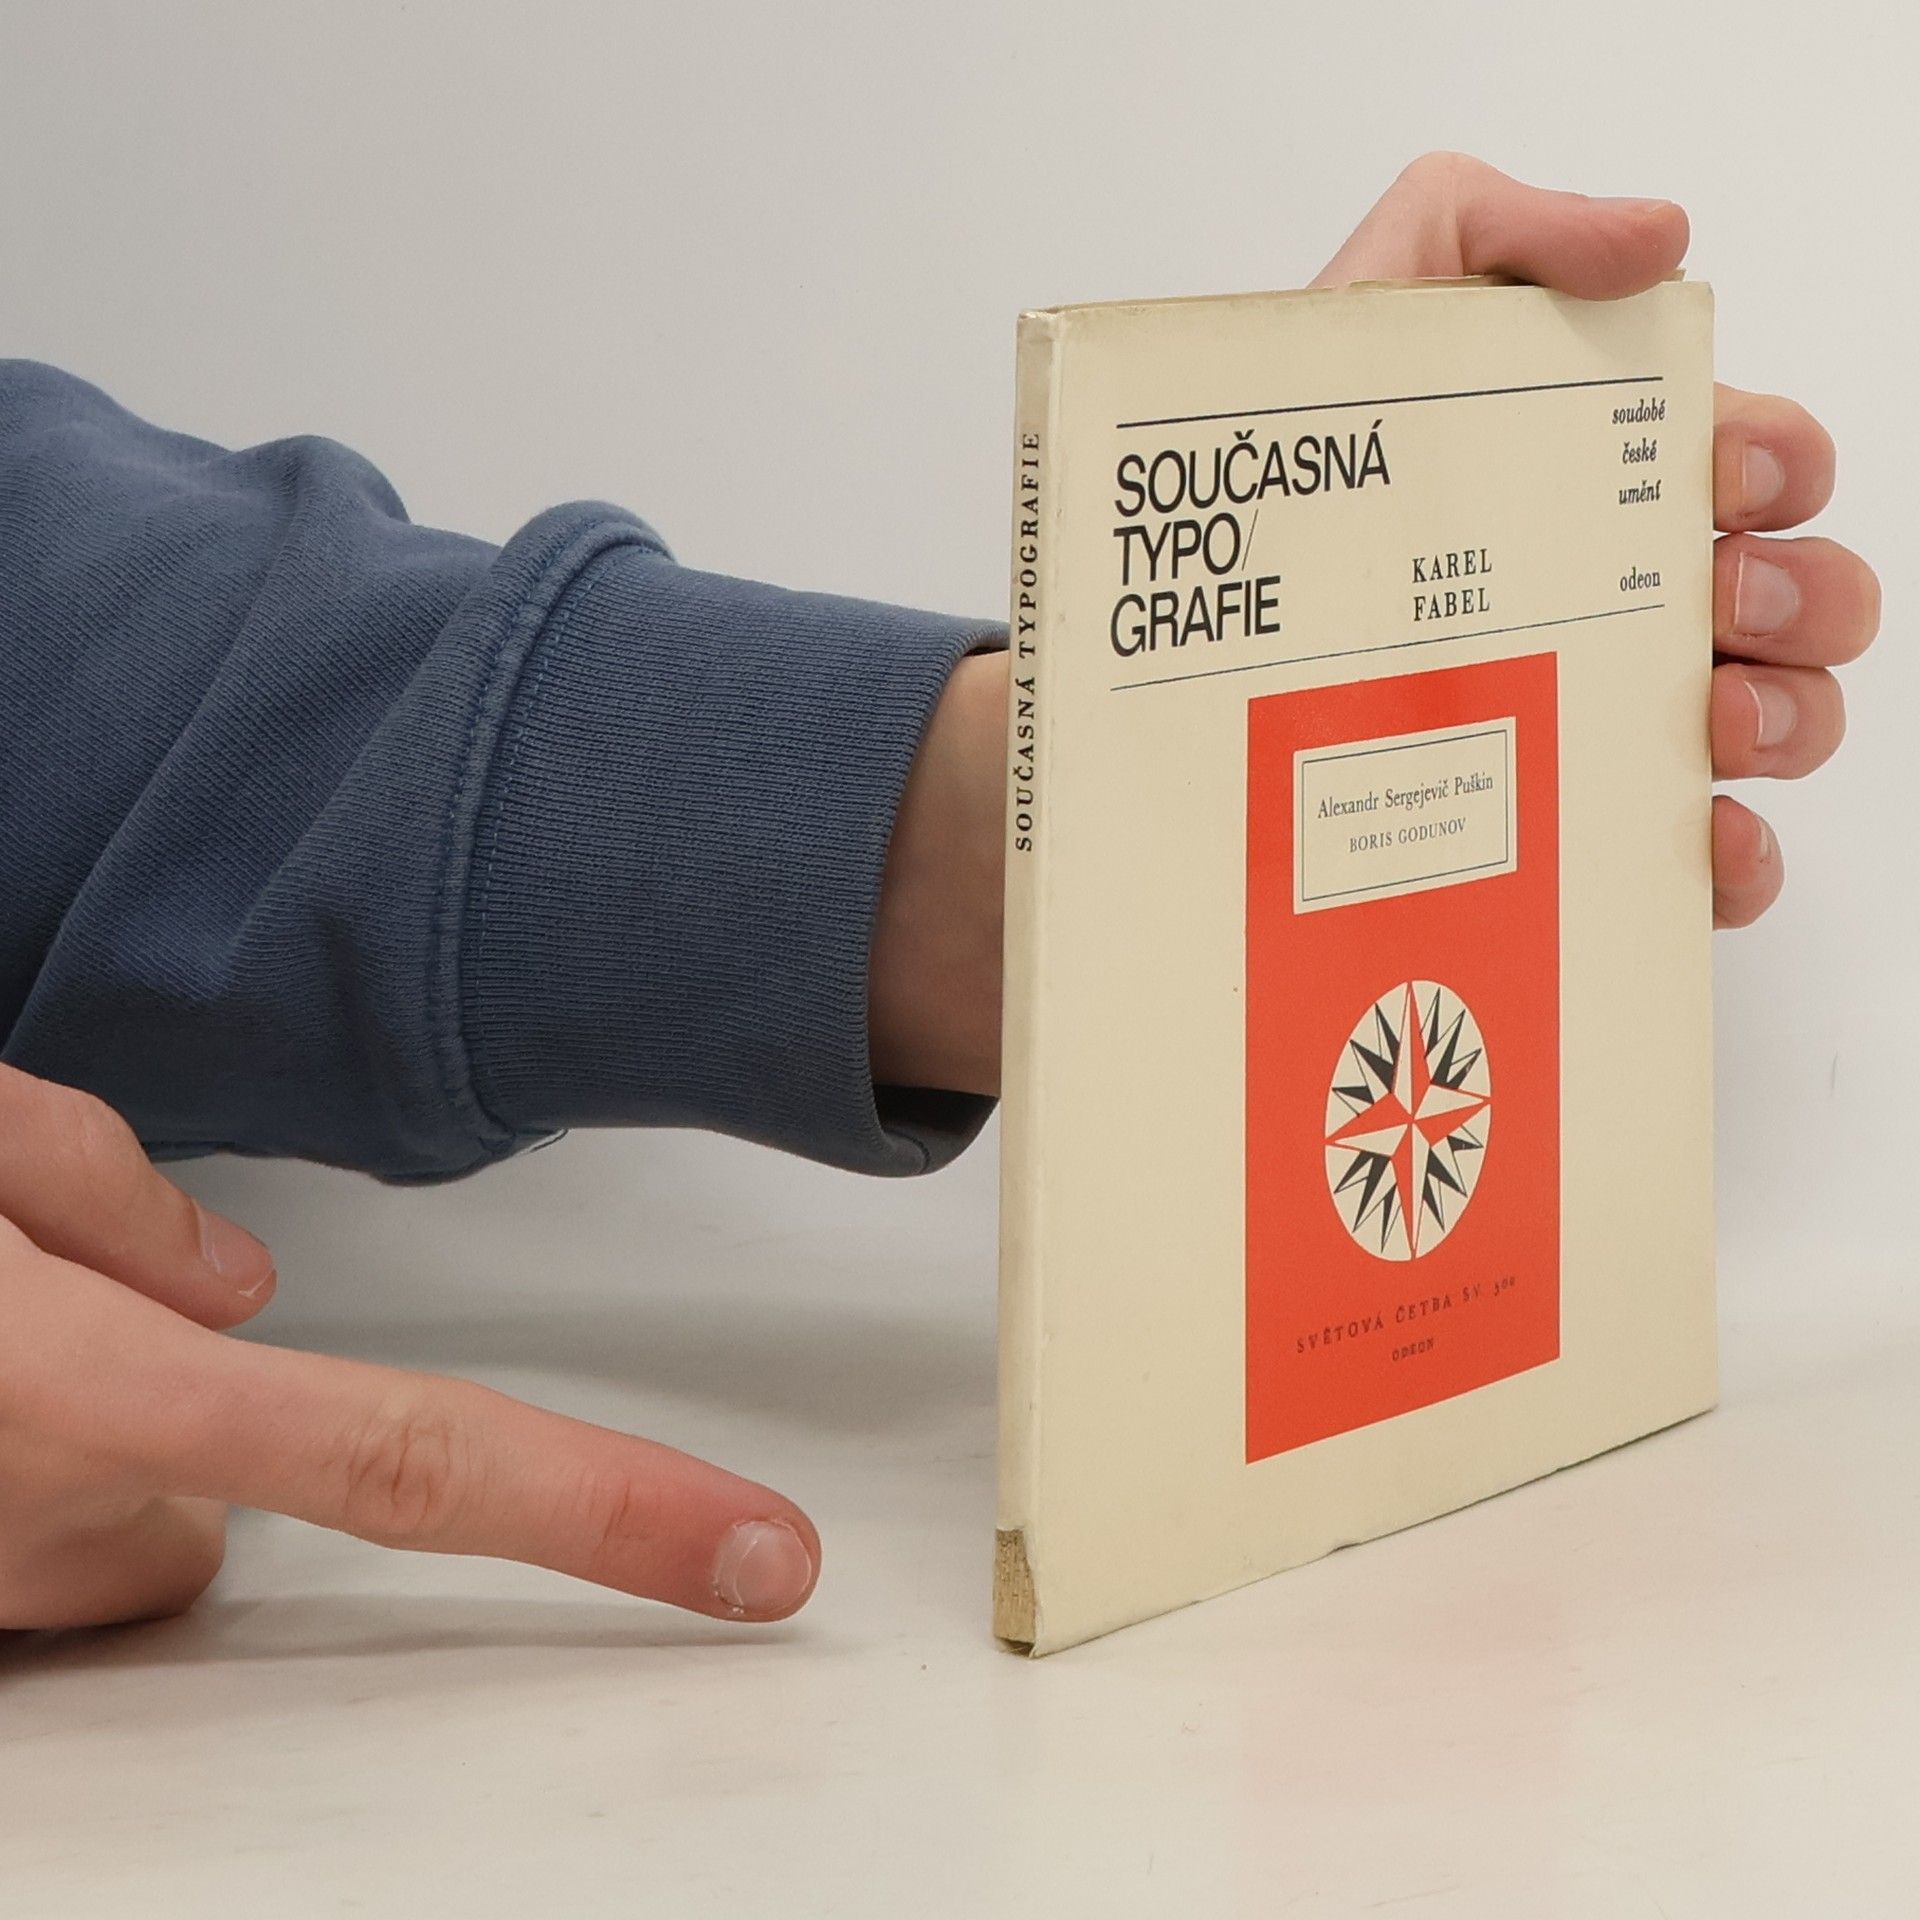 SOUČASNÁ TYPOGRAFIE
SOUČASNÁ
TYPO/
GRAFIE
KAREL
FABEL
soudobé
české
umění
odeon
Alexandr Sergejevič Puškin
BORIS GODUNOV
SVĚTOVÁ ČETBA SV. 500
ODEON